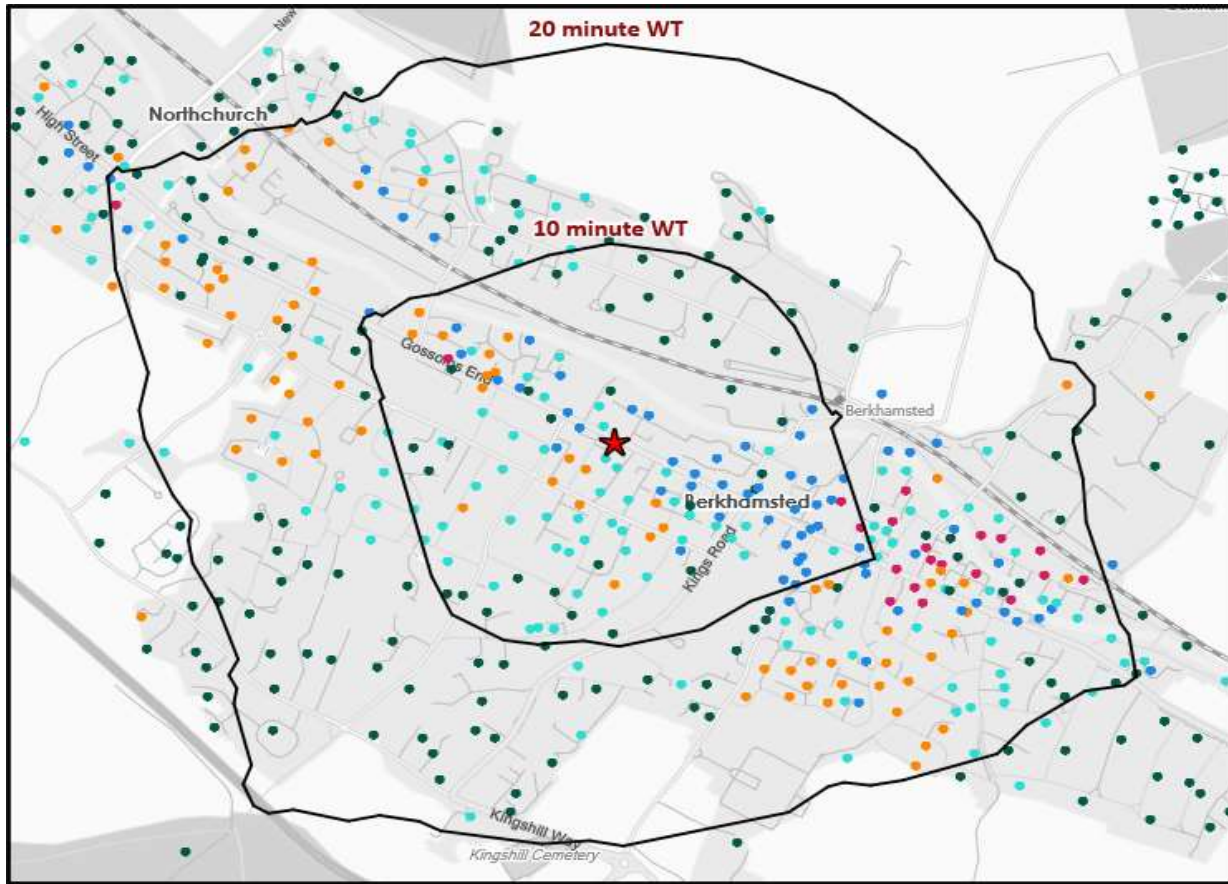 20 minute WT
New
Northchurch
High Street
10 minute WT
Gossoms End
Berkhamsted
Berkhamsted
Kings Road
Kingshill Way
Kingshill Cemetery